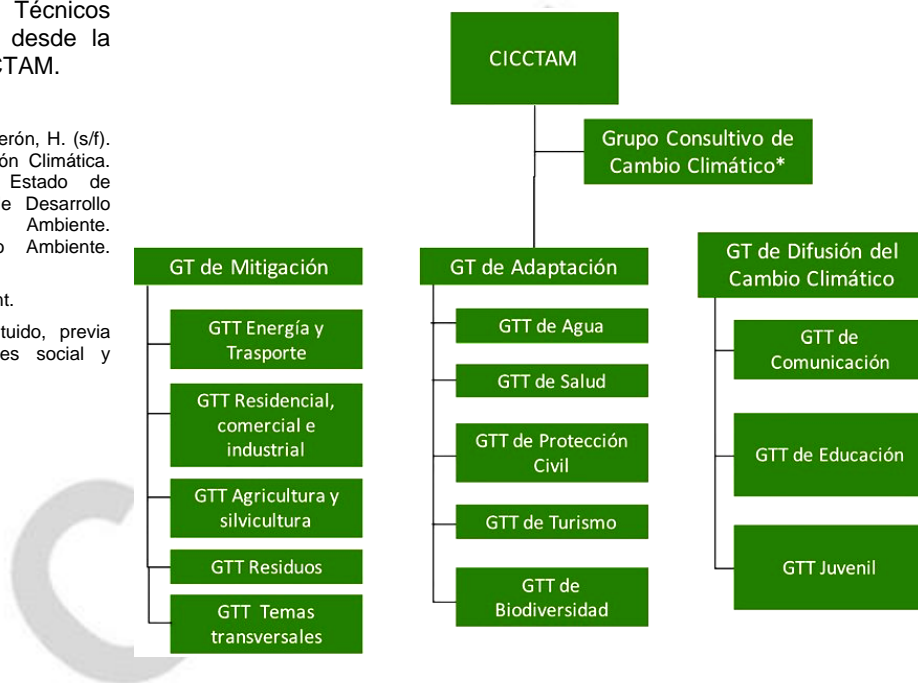 Técnicos
desde la
CTAM.
erón, H. (s/f).
ón Climática.
Estado de
e Desarrollo
Ambiente.
o Ambiente.
nt.
tuido, previa
es social y
CICCTAM
Grupo Consultivo de
Cambio Climático*
GT de Mitigación
GTT Energía y
Trasporte
GTT Residencial,
comercial e
industrial
GTT Agricultura y
silvicultura
GTT Residuos
GTT Temas
transversales
GT de Adaptación
GTT de Agua
GTT de Salud
GTT de Protección
Civil
GTT de Turismo
GTT de
Biodiversidad
GT de Difusión del
Cambio Climático
GTT de
Comunicación
GTT de Educación
GTT Juvenil